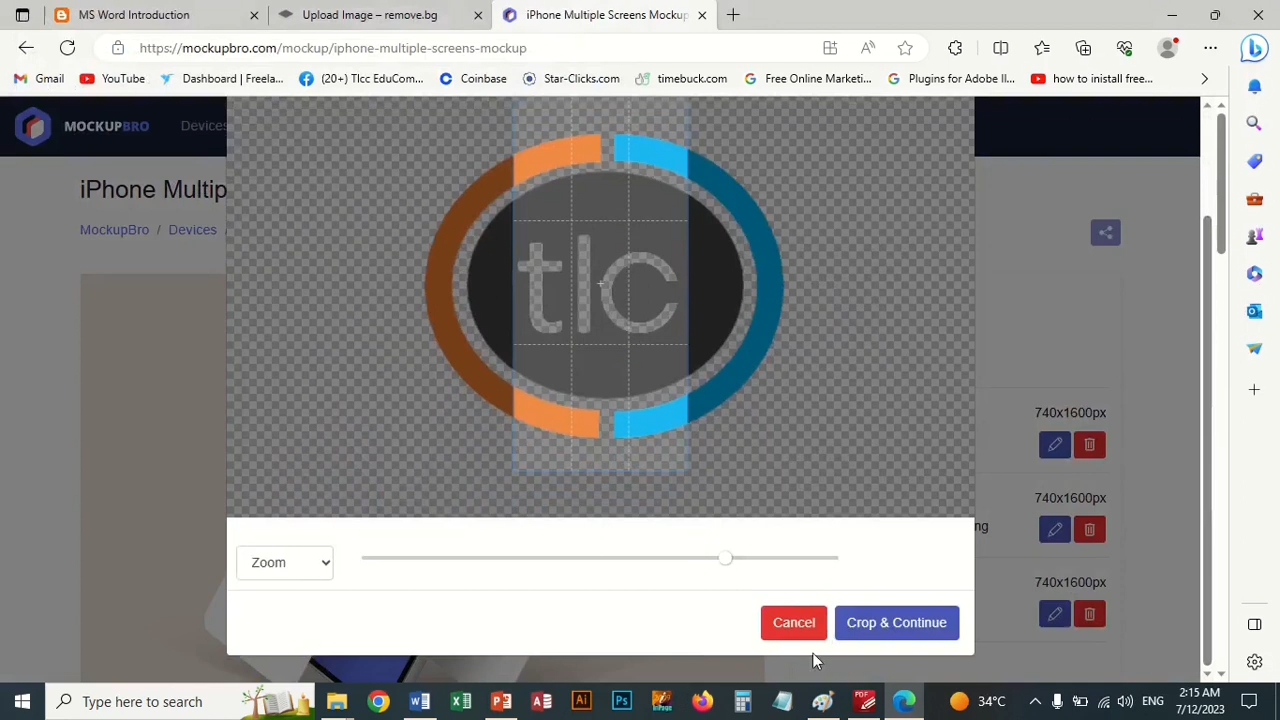 MS Word Introduction
Upload Image – remove.bg
iPhone Multiple Screens Mockup
https://mockupbro.com/mockup/iphone-multiple-screens-mockup
Gmail
YouTube
Dashboard | Freela...
(20+) Tlcc EduCom...
Coinbase
Star-Clicks.com
timebuck.com
Free Online Marketi...
Plugins for Adobe Il...
how to inistall free...
MOCKUPBRO
Devices
iPhone Multip
MockupBro / Devices /
tlc
740x1600px
740x1600px
ng
740x1600px
Zoom
Cancel
Crop & Continue
Type here to search
34°C
ENG
2:15 AM
7/12/2023